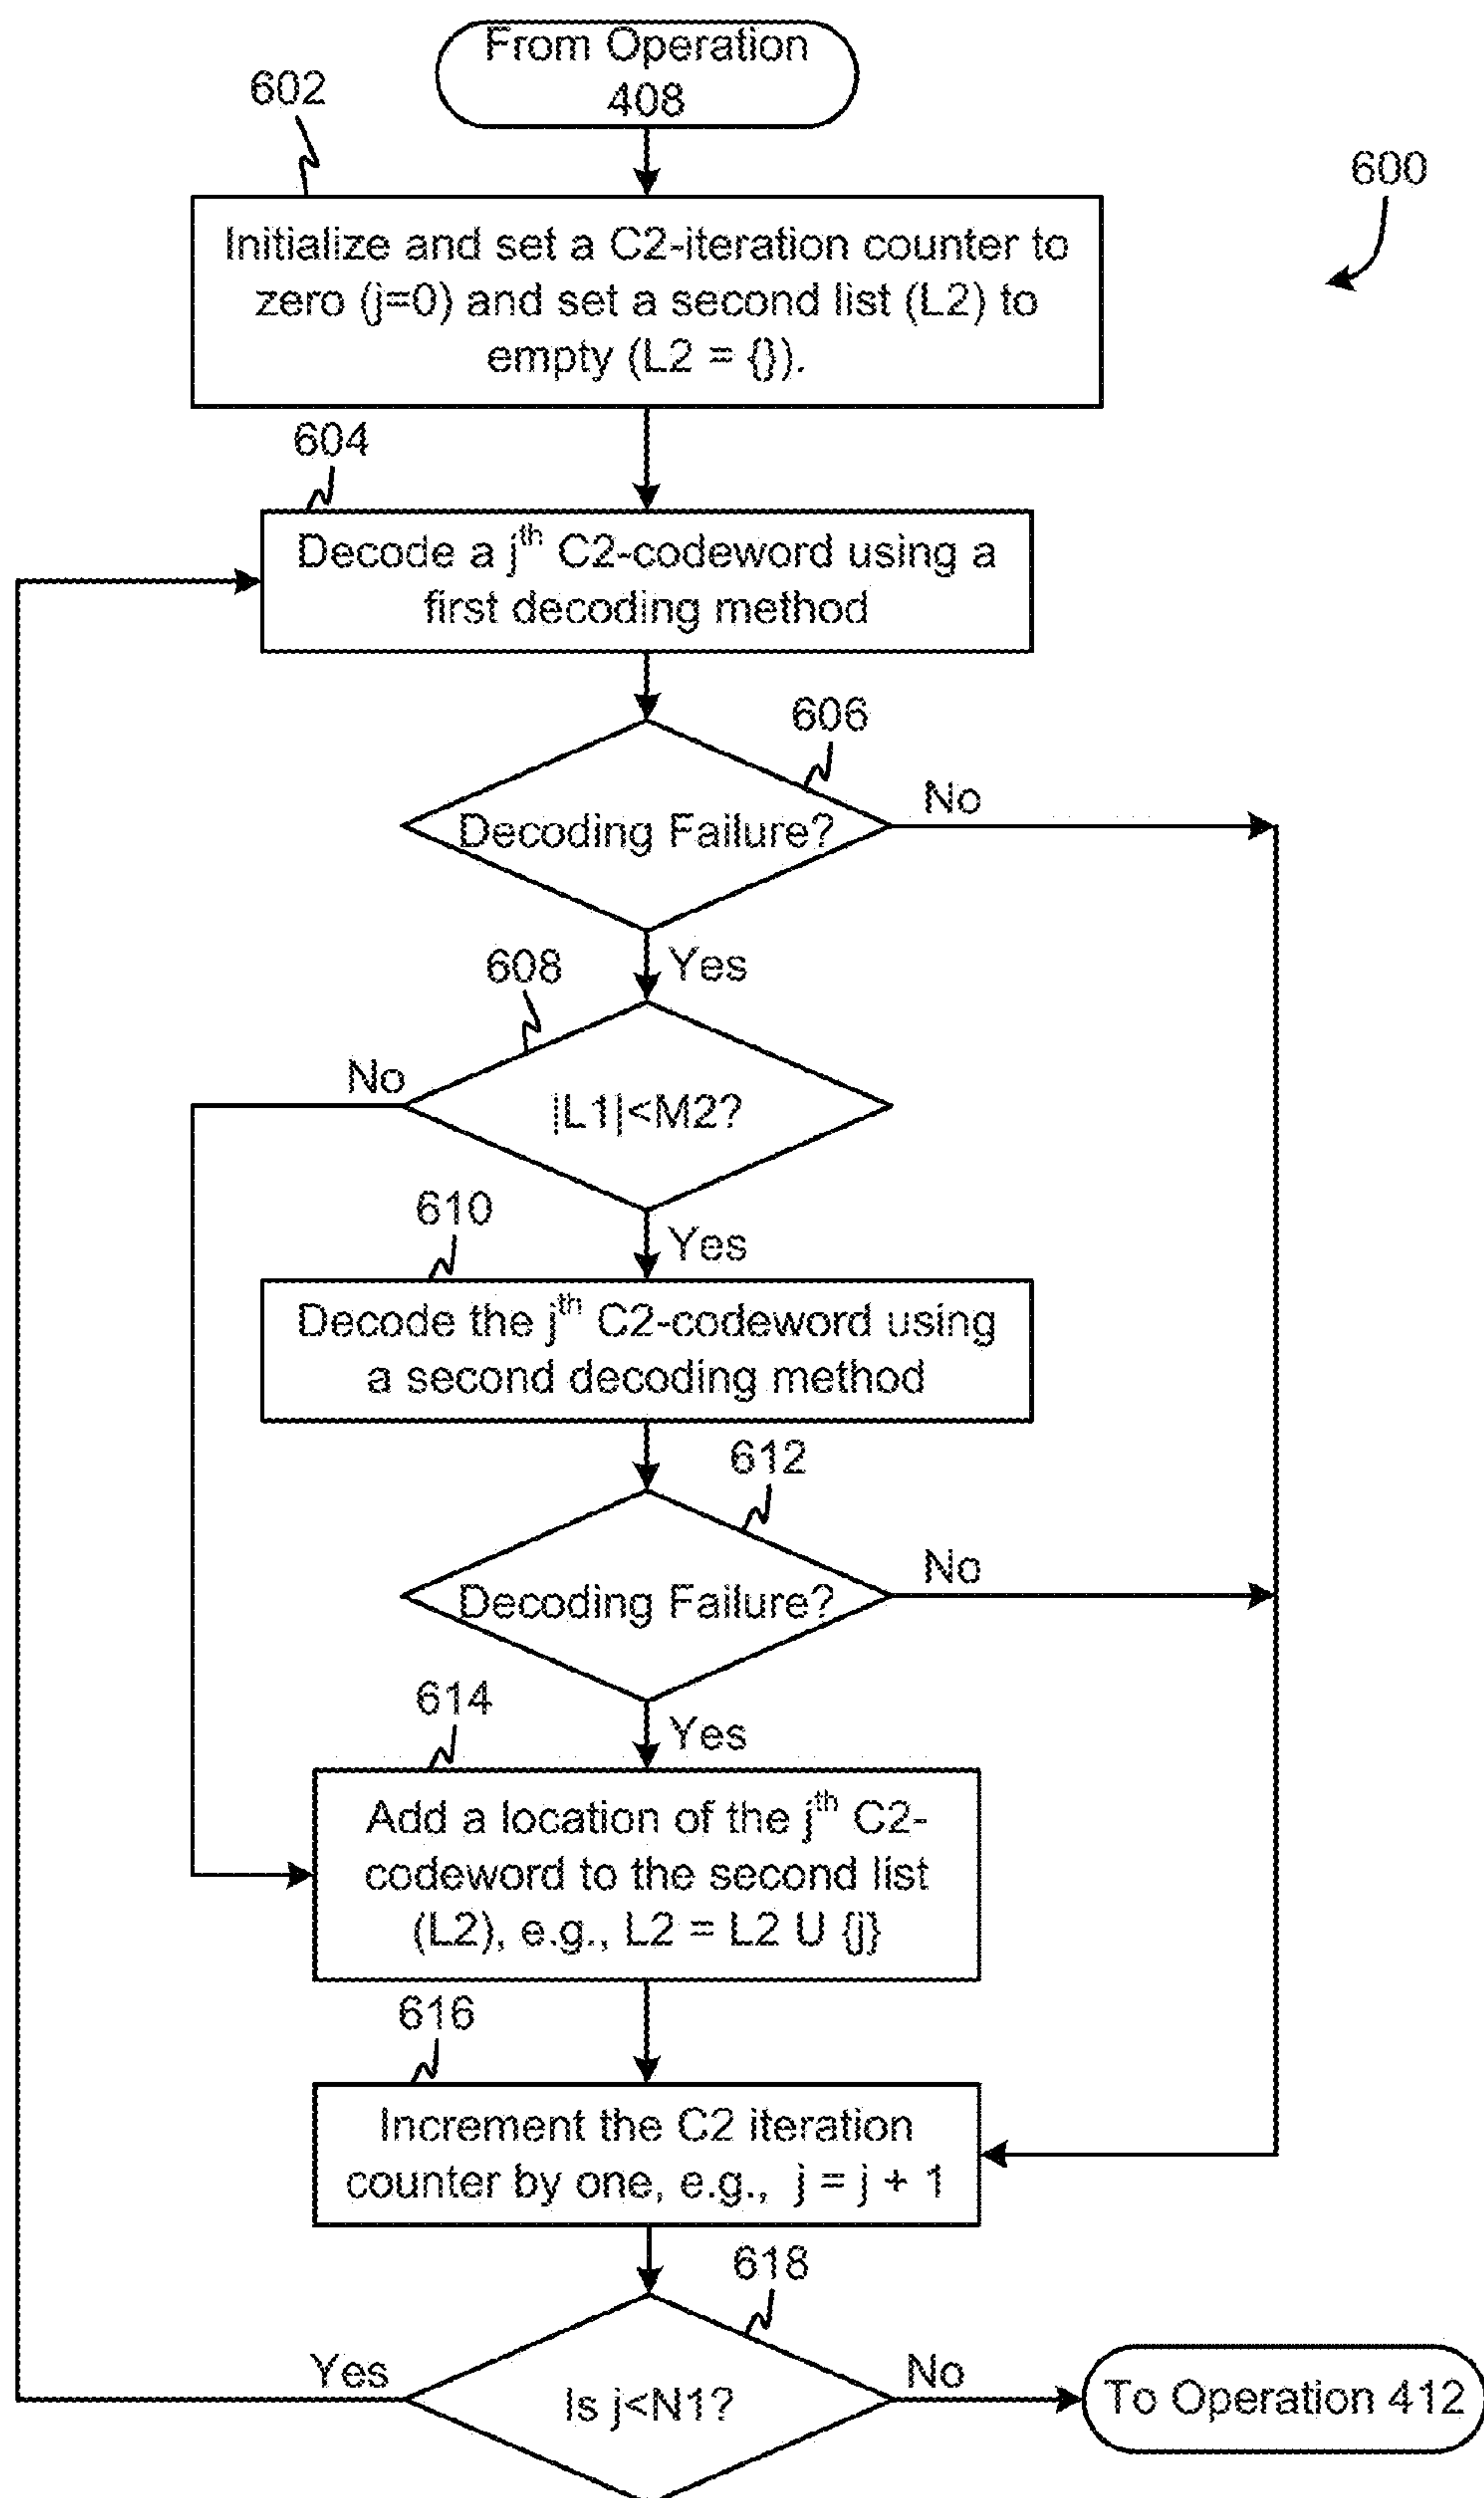 From Operation
408
602
600
Initialize and set a C2-iteration counter to
zero (j=0) and set a second list (L2) to
empty (L2 = {}).
604
Decode a jth C2-codeword using a
first decoding method
606
Decoding Failure?
No
Yes
608
No
|L1|<M2?
Yes
610
Decode the jth C2-codeword using
a second decoding method
612
Decoding Failure?
No
Yes
614
Add a location of the jth C2-
codeword to the second list
(L2), e.g., L2 = L2 U {j}
616
Increment the C2 iteration
counter by one, e.g., j = j + 1
618
Yes
Is j<N1?
No
To Operation 412